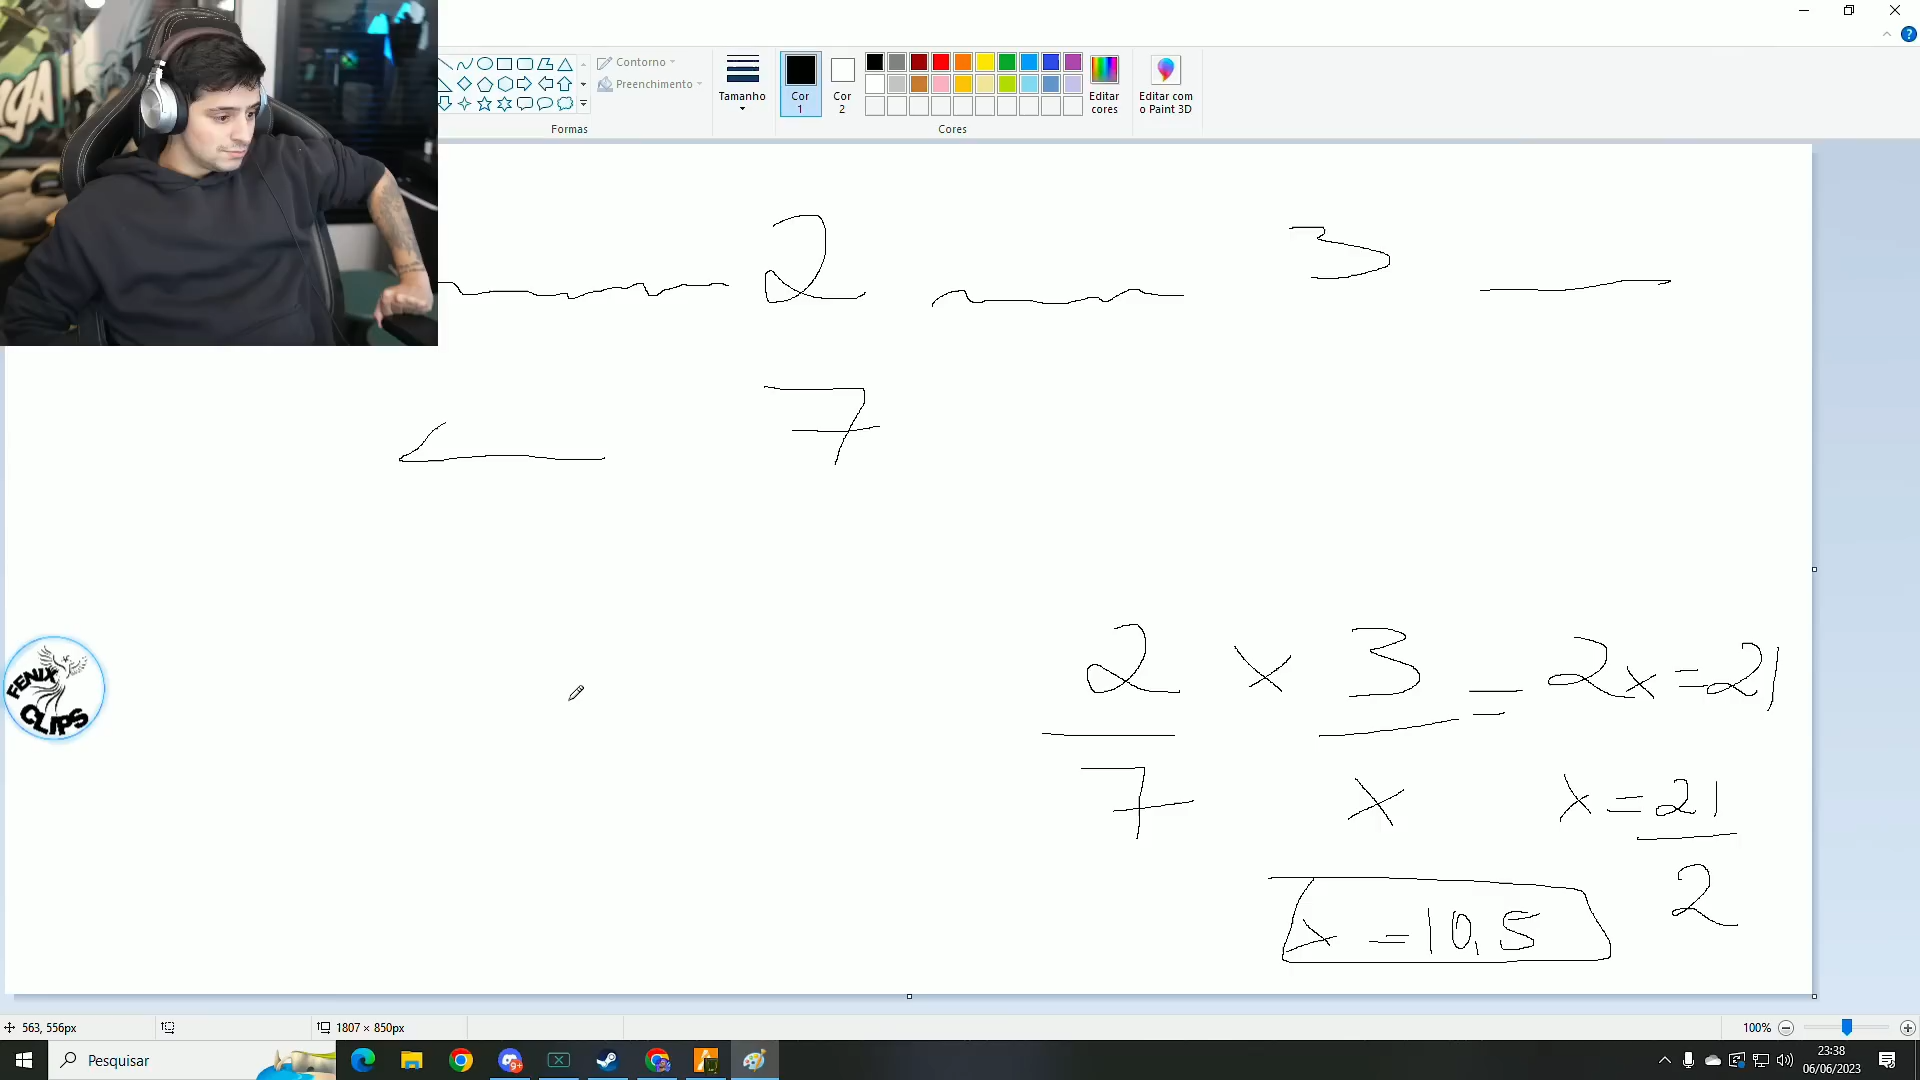 Contorno
Preenchimento
Formas
Tamanho
Cor
1
Cor
2
Editar
cores
Editar com
o Paint 3D
Cores
2 3
7
2 x 3 = 2x = 21
7 x x = 21
2
x = 10,5
FENIX
CLIPS
563, 556px
1807 × 850px
100%
Pesquisar
9+
23:38
06/06/2023